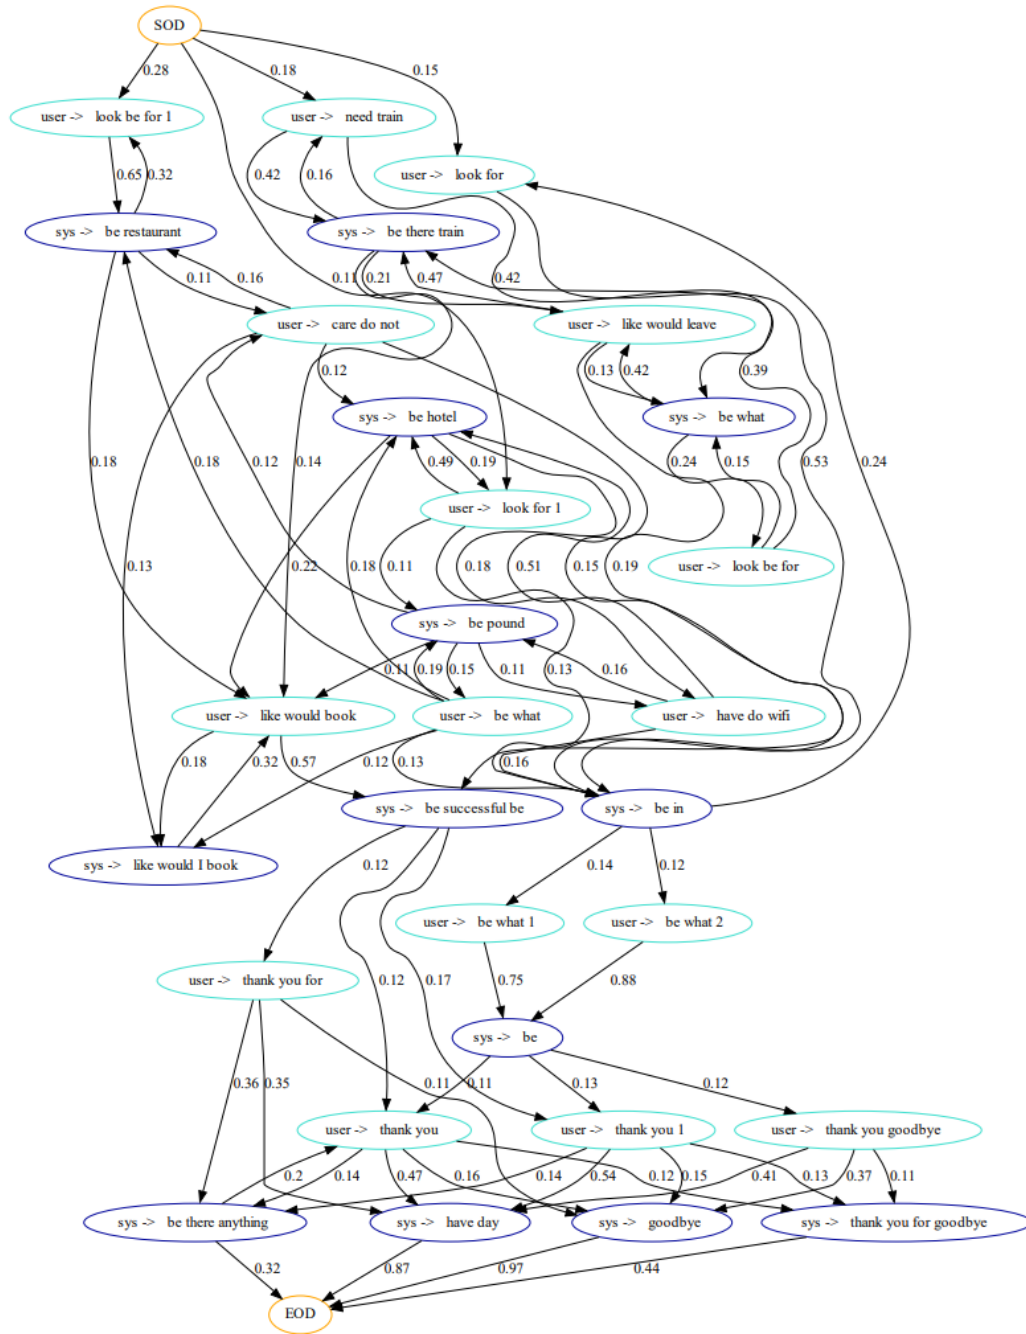 SOD
0.28
0.18
0.15
user -> look be for 1
user -> need train
user -> look for
0.65
0.32
0.42
0.16
sys -> be restaurant
sys -> be there train
0.11
0.16
0.11
0.21
0.47
0.42
user -> care do not
user -> like would leave
0.12
0.13
0.42
0.39
sys -> be hotel
sys -> be what
0.18
0.18
0.12
0.14
0.49
0.19
0.24
0.15
0.53
0.24
user -> look for 1
0.13
0.22
0.18
0.11
0.18
0.51
0.15
0.19
user -> look be for
sys -> be pound
0.11
0.19
0.15
0.11
0.13
0.16
user -> like would book
user -> be what
user -> have do wifi
0.18
0.32
0.57
0.12
0.13
0.16
sys -> be successful be
sys -> be in
sys -> like would I book
0.12
0.14
0.12
user -> be what 1
user -> be what 2
user -> thank you for
0.12
0.17
0.75
0.88
sys -> be
0.36
0.35
0.11
0.11
0.13
0.12
user -> thank you
user -> thank you 1
user -> thank you goodbye
0.2
0.14
0.47
0.16
0.14
0.54
0.12
0.15
0.41
0.13
0.37
0.11
sys -> be there anything
sys -> have day
sys -> goodbye
sys -> thank you for goodbye
0.32
0.87
0.97
0.44
EOD